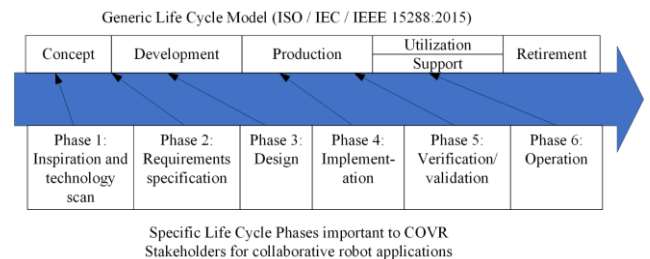 Generic Life Cycle Model (ISO / IEC / IEEE 15288:2015)
Concept
Development
Production
Utilization
Support
Retirement
Phase 1:
Inspiration and
technology
scan
Phase 2:
Requirements
specification
Phase 3:
Design
Phase 4:
Implement-
ation
Phase 5:
Verification/
validation
Phase 6:
Operation
Specific Life Cycle Phases important to COVR
Stakeholders for collaborative robot applications